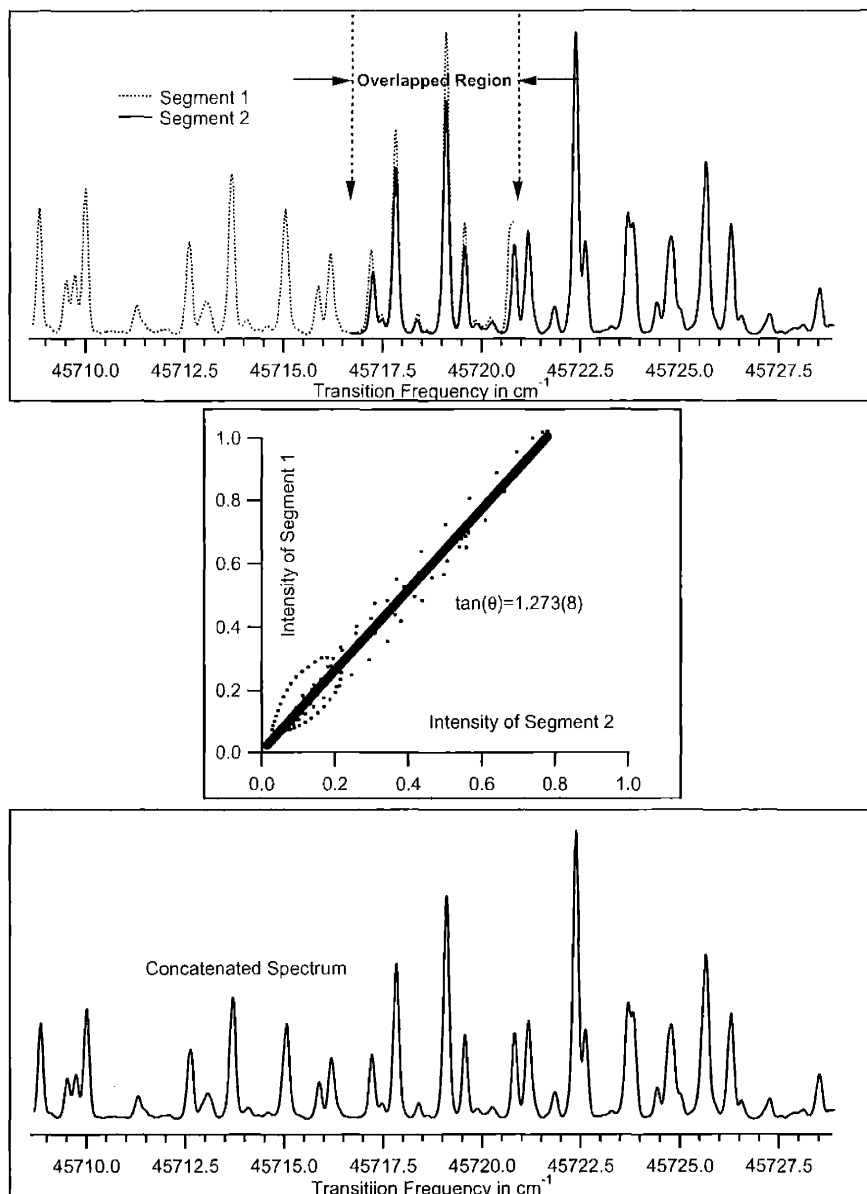 Overlapped Region
Segment 1
Segment 2
45710.0 45712.5 45715.0 45717.5 45720.0 45722.5 45725.0 45727.5
Transition Frequency in cm-1
1.0
0.8
0.6
0.4
0.2
0.0
Intensity of Segment 1
tan(θ)=1.273(8)
Intensity of Segment 2
0.0 0.2 0.4 0.6 0.8 1.0
Concatenated Spectrum
45710.0 45712.5 45715.0 45717.5 45720.0 45722.5 45725.0 45727.5
Transitiion Frequency in cm-1